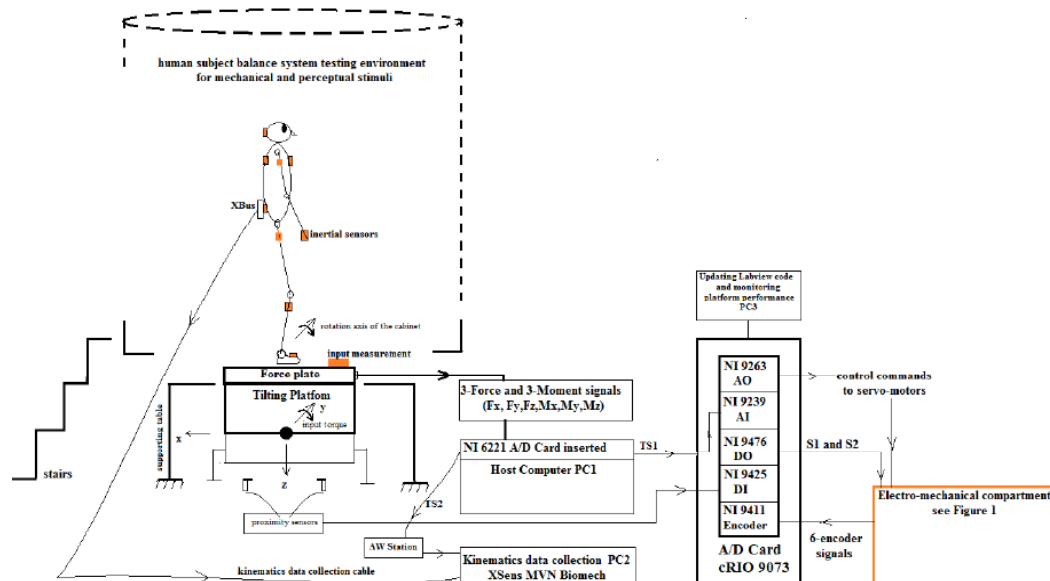 human subject balance system testing environment
for mechanical and perceptual stimuli
XBus
inertial sensors
rotation axis of the cabinet
input measurement
Force plate
Tilting Platfom
y
input torque
x
z
supporting table
stairs
proximity sensors
kinematics data collection cable
3-Force and 3-Moment signals
(Fx, Fy,Fz,Mx,My,Mz)
NI 6221 A/D Card inserted
Host Computer PC1
TS1
TS2
AW Station
Kinematics data collection PC2
XSens MVN Biomech
Updating Labview code
and monitoring
platform performance
PC3
NI 9263
AO
NI 9239
AI
NI 9476
DO
NI 9425
DI
NI 9411
Encoder
A/D Card
cRIO 9073
control commands
to servo-motors
S1 and S2
Electro-mechanical compartment
see Figure 1
6-encoder
signals